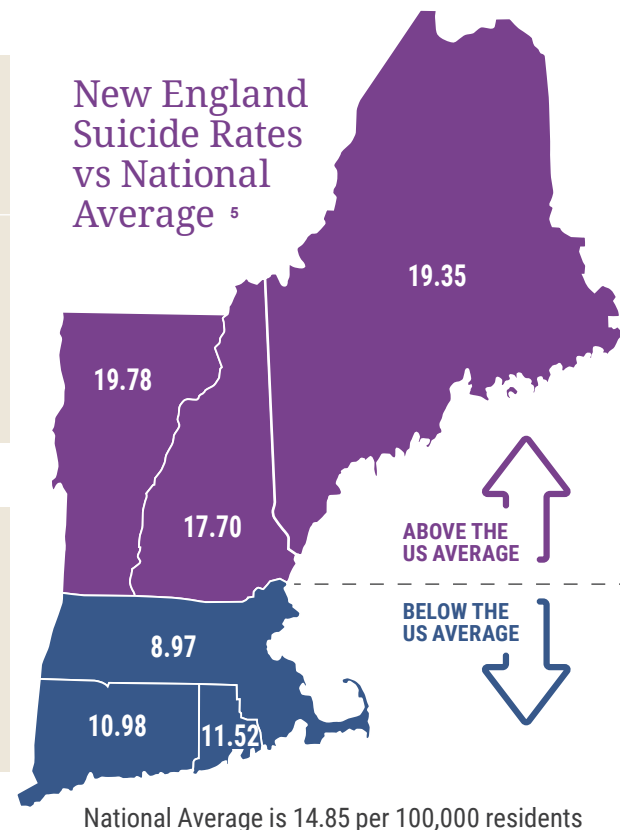 New England
Suicide Rates
vs National
Average 5
19.35
19.78
17.70
ABOVE THE
US AVERAGE
BELOW THE
US AVERAGE
8.97
10.98
11.52
National Average is 14.85 per 100,000 residents